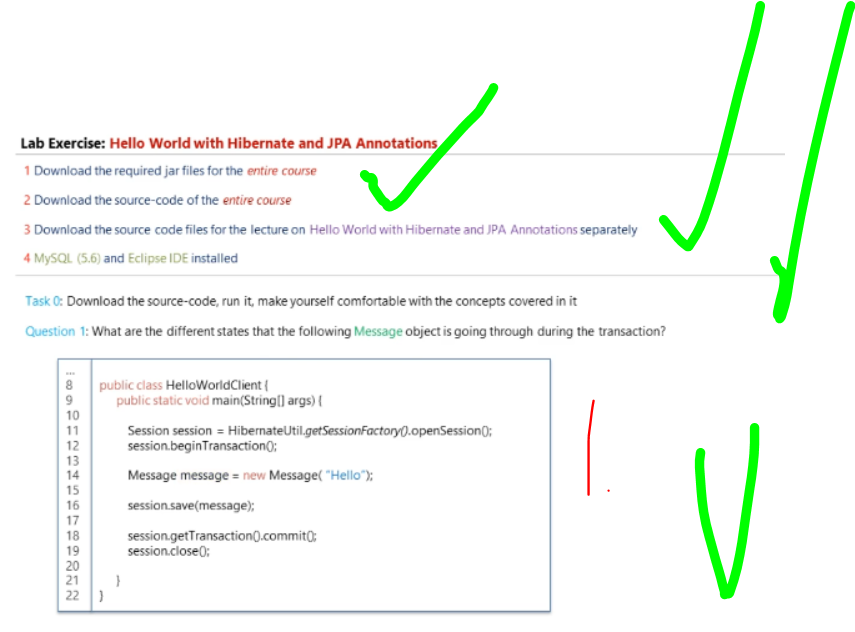 Lab Exercise: Hello World with Hibernate and JPA Annotations
1 Download the required jar files for the entire course
2 Download the source-code of the entire course
3 Download the source code files for the lecture on Hello World with Hibernate and JPA Annotations separately
4 MySQL (5.6) and Eclipse IDE installed
Task 0: Download the source-code, run it, make yourself comfortable with the concepts covered in it
Question 1: What are the different states that the following Message object is going through during the transaction?
...
8 public class HelloWorldClient {
9 public static void main(String[] args) {
10
11 Session session = HibernateUtil.getSessionFactory().openSession();
12 session.beginTransaction();
13
14 Message message = new Message( "Hello");
15
16 session.save(message);
17
18 session.getTransaction().commit();
19 session.close();
20
21 }
22 }
1.